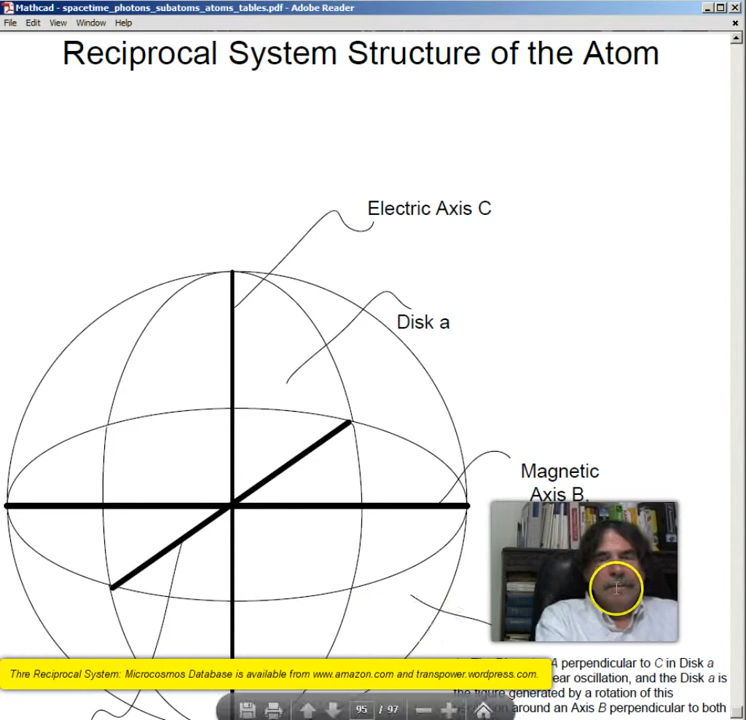 Mathcad - spacetime_photons_subatoms_atoms_tables.pdf - Adobe Reader
File Edit View Window Help
Reciprocal System Structure of the Atom
Electric Axis C
Disk a
Magnetic
Axis B.
A perpendicular to C in Disk a
Thre Reciprocal System: Microcosmos Database is available from www.amazon.com and transpower.wordpress.com.
ear oscillation, and the Disk a is
the figure generated by a rotation of this
around an Axis B perpendicular to both
95 / 97